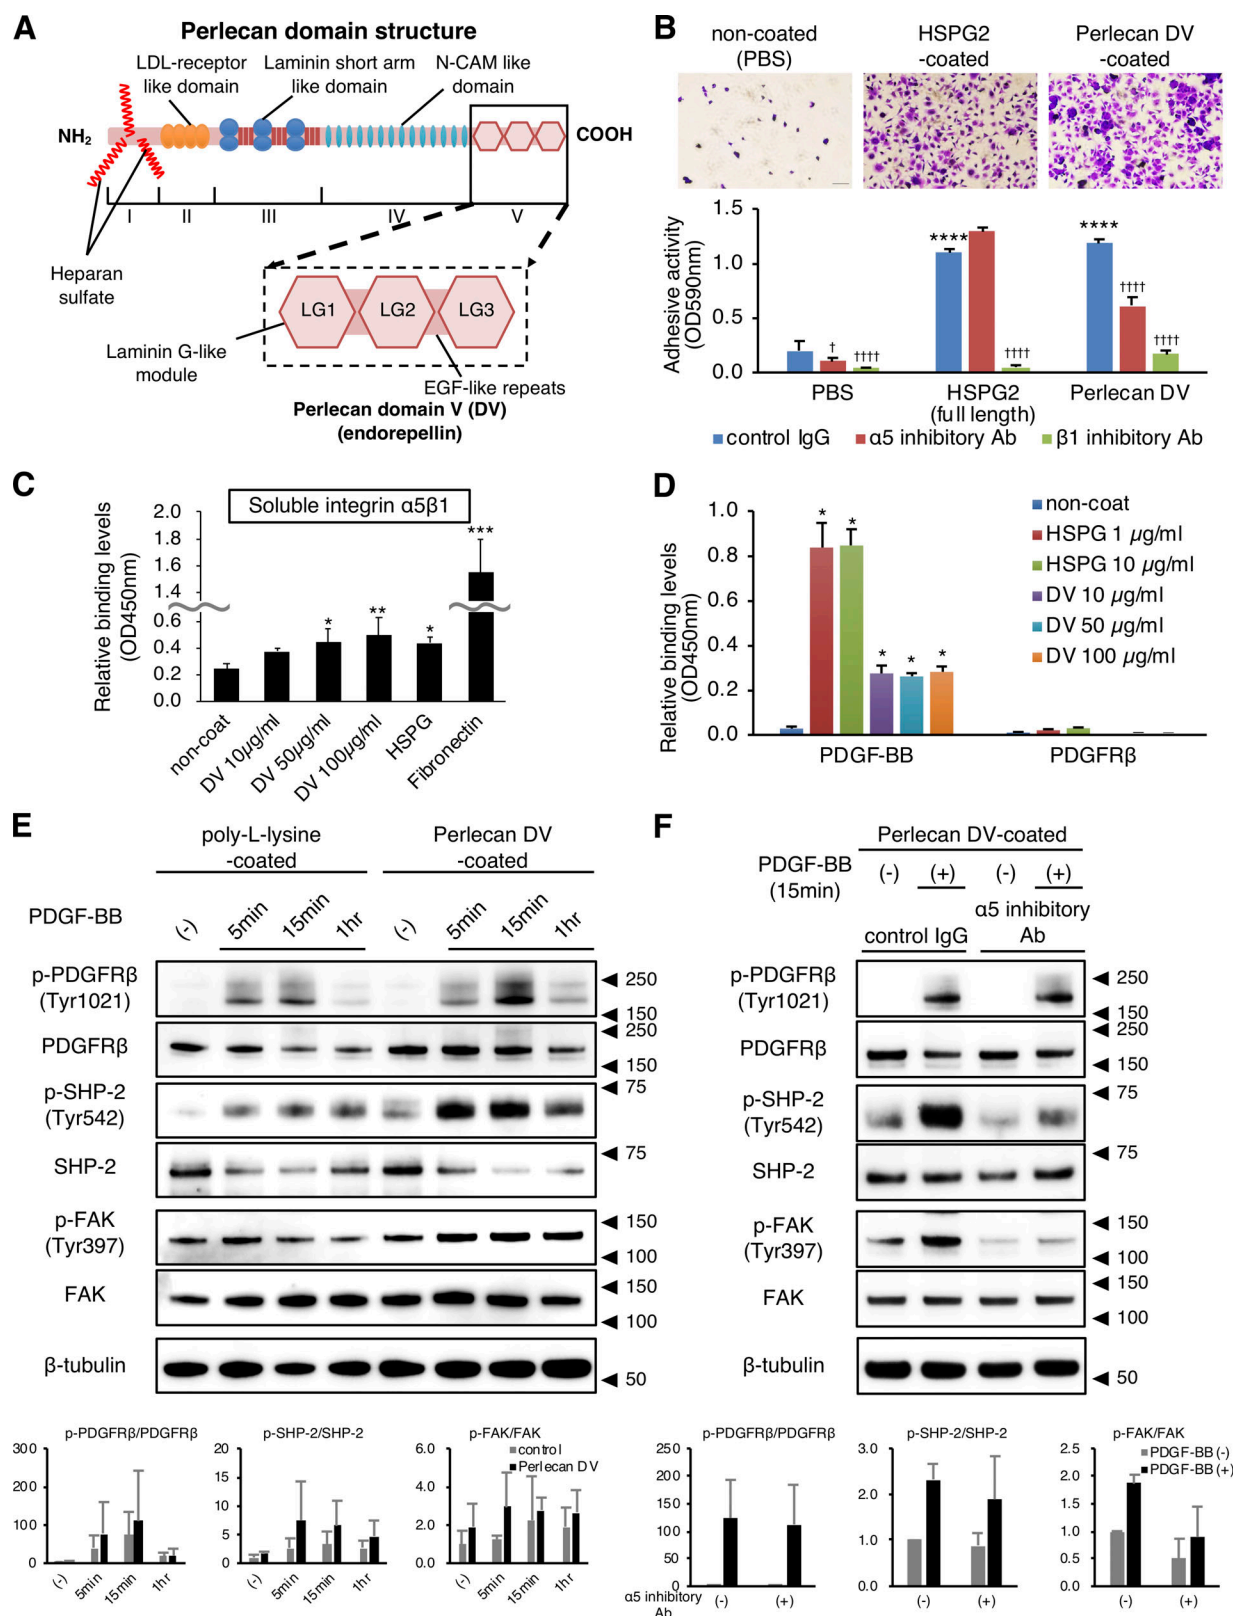 A
Perlecan domain structure
LDL-receptor
like domain
Laminin short arm
like domain
N-CAM like
domain
NH2
COOH
I
II
III
IV
V
Heparan
sulfate
LG1
LG2
LG3
Laminin G-like
module
EGF-like repeats
Perlecan domain V (DV)
(endorepellin)
B
non-coated
(PBS)
HSPG2
-coated
Perlecan DV
-coated
Adhesive activity
(OD590nm)
1.5
1.0
0.5
0.0
†
††††
****
††††
****
††††
††††
PBS
HSPG2
(full length)
Perlecan DV
control IgG
α5 inhibitory Ab
β1 inhibitory Ab
C
Soluble integrin α5β1
Relative binding levels
(OD450nm)
2.0
1.8
1.6
1.4
0.6
0.4
0.2
0.0
*
**
*
***
non-coat
DV 10µg/ml
DV 50µg/ml
DV 100µg/ml
HSPG
Fibronectin
D
Relative binding levels
(OD450nm)
1.0
0.8
0.6
0.4
0.2
0.0
*
*
*
*
*
PDGF-BB
PDGFRβ
non-coat
HSPG 1 µg/ml
HSPG 10 µg/ml
DV 10 µg/ml
DV 50 µg/ml
DV 100 µg/ml
E
poly-L-lysine
-coated
Perlecan DV
-coated
PDGF-BB
(-)
5min
15min
1hr
(-)
5min
15min
1hr
p-PDGFRβ
(Tyr1021)
250
150
PDGFRβ
250
150
p-SHP-2
(Tyr542)
75
SHP-2
75
p-FAK
(Tyr397)
150
100
FAK
150
100
β-tubulin
50
p-PDGFRβ/PDGFRβ
300
200
100
0
(-)
5min
15min
1hr
p-SHP-2/SHP-2
20
15
10
5
0
(-)
5min
15min
1hr
p-FAK/FAK
6.0
4.0
2.0
0.0
control
Perlecan DV
(-)
5min
15min
1hr
F
Perlecan DV-coated
PDGF-BB
(15min)
(-)
(+)
(-)
(+)
control IgG
α5 inhibitory
Ab
p-PDGFRβ
(Tyr1021)
250
150
PDGFRβ
250
150
p-SHP-2
(Tyr542)
75
SHP-2
75
p-FAK
(Tyr397)
150
100
FAK
150
100
β-tubulin
50
p-PDGFRβ/PDGFRβ
250
200
150
100
50
0
α5 inhibitory
Ab
(-)
(+)
p-SHP-2/SHP-2
3.0
2.0
1.0
0.0
(-)
(+)
p-FAK/FAK
2.5
2.0
1.5
1.0
0.5
0.0
PDGF-BB (-)
PDGF-BB (+)
(-)
(+)